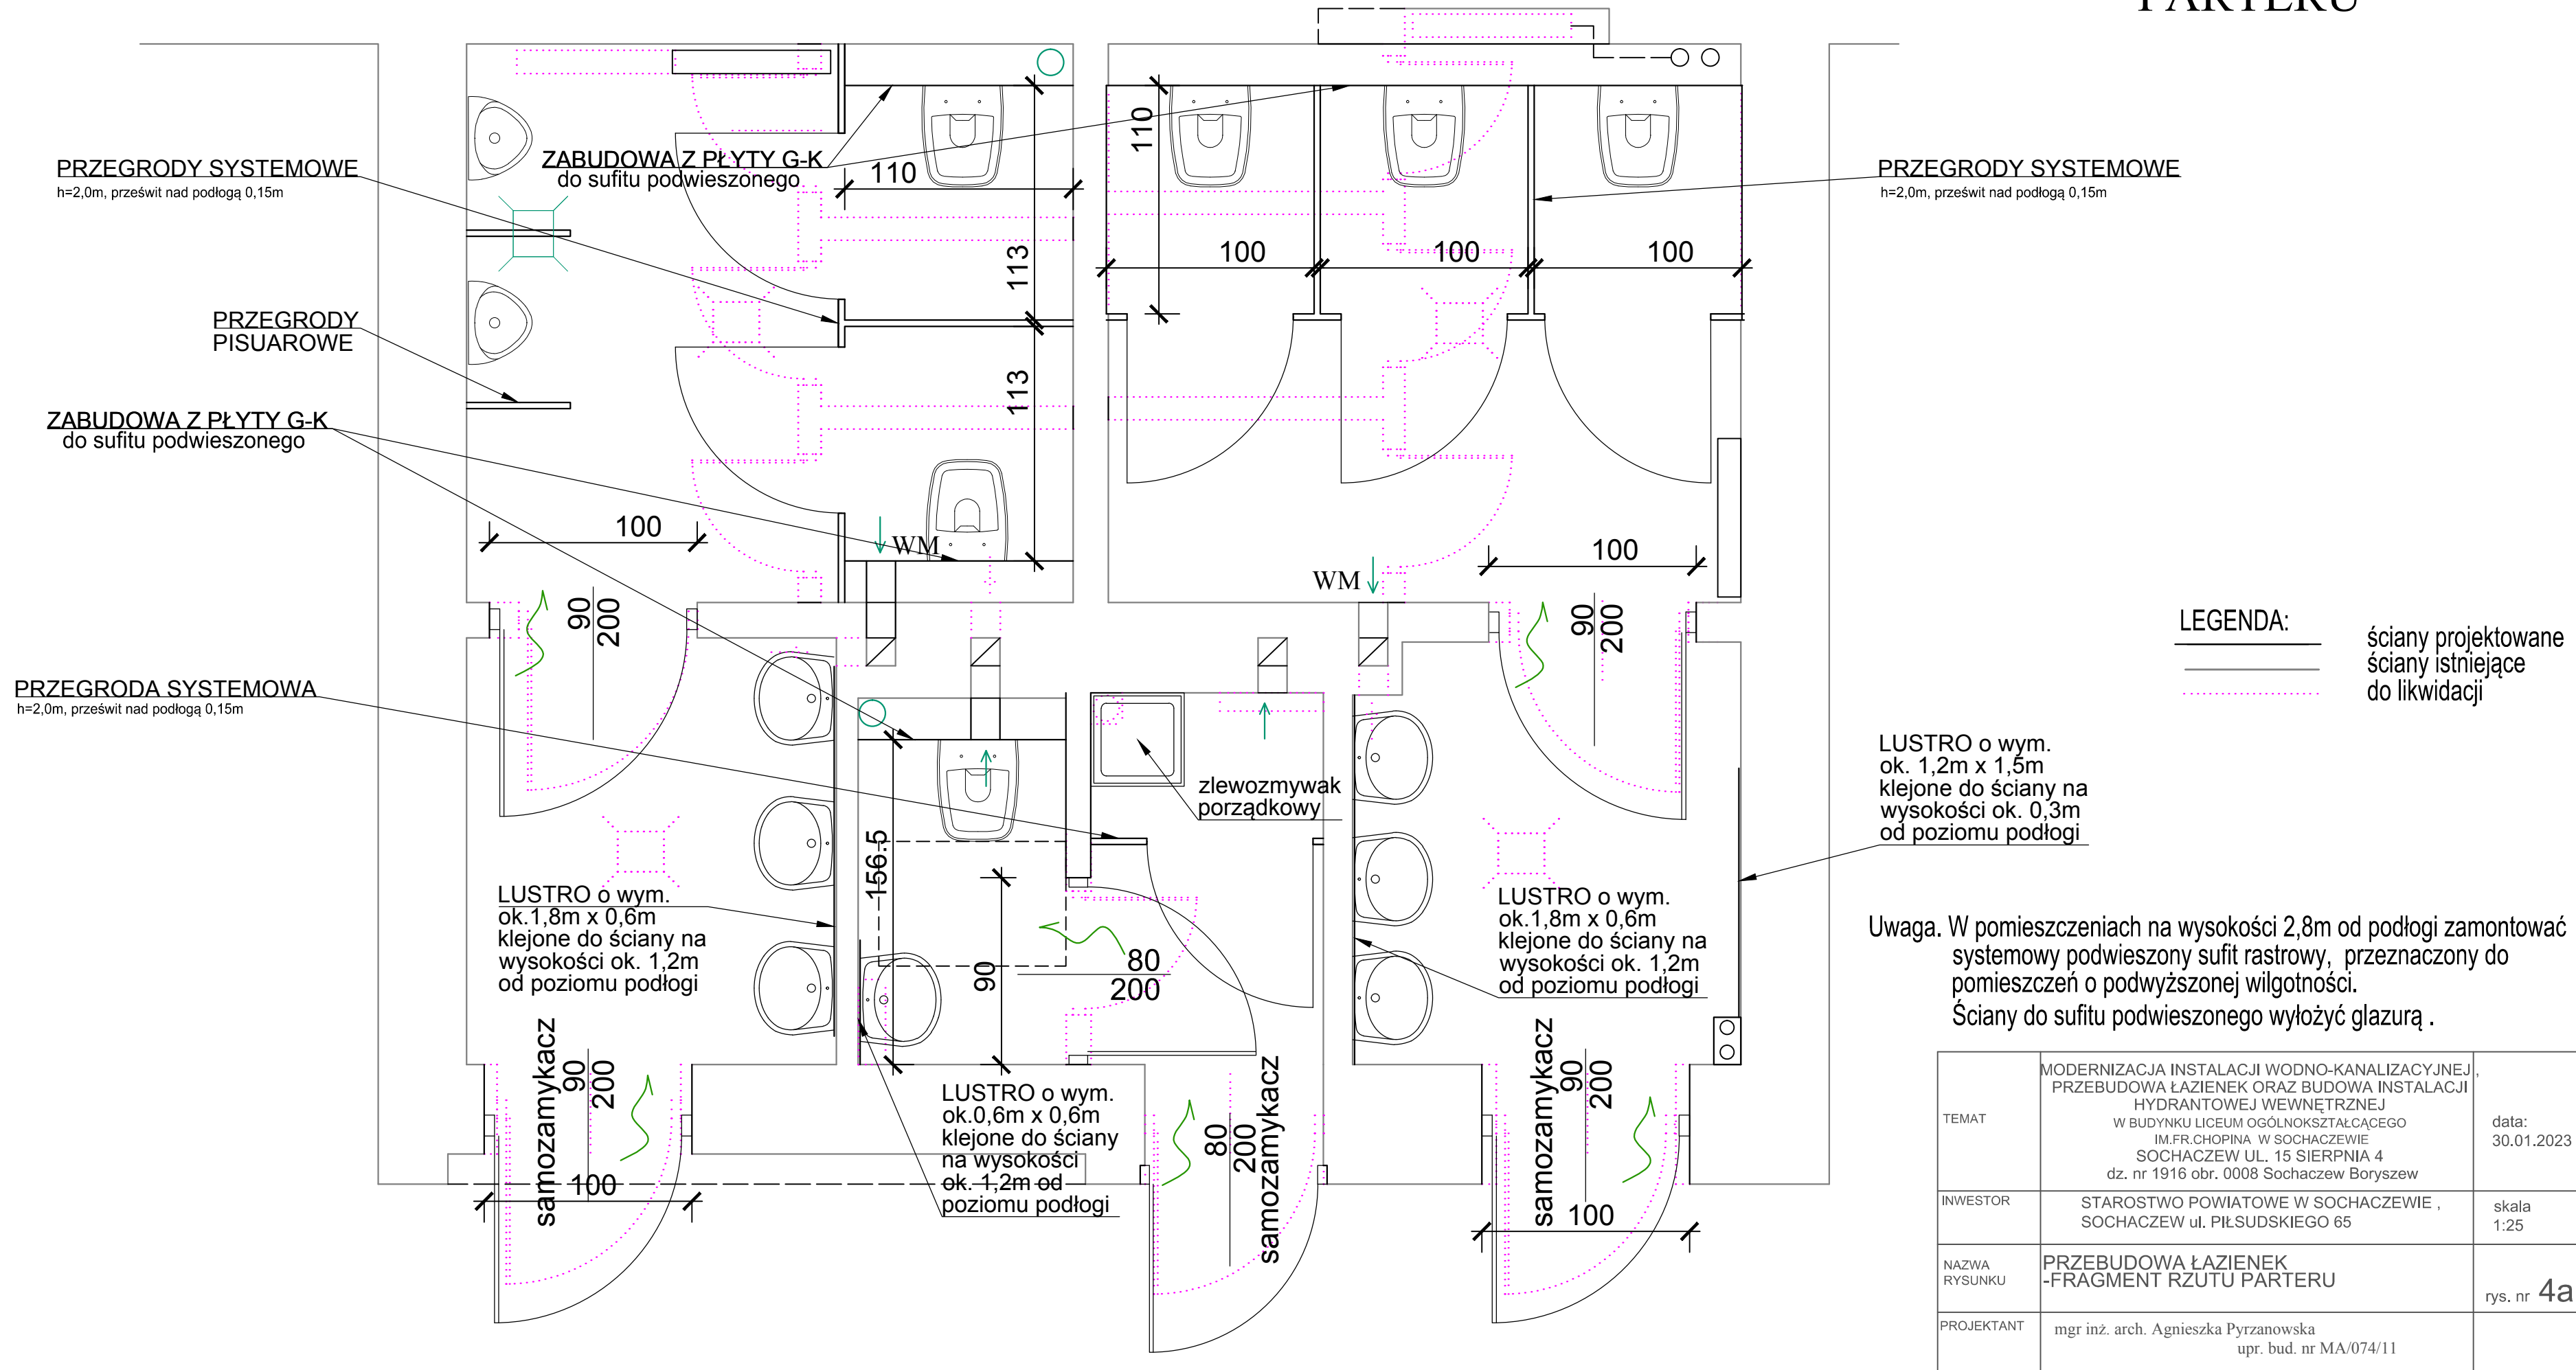 PARTERU
PRZEGRODY SYSTEMOWE
h=2,0m, prześwit nad podłogą 0,15m
ZABUDOWA Z PŁYTY G-K
do sufitu podwieszonego
110
110
113
113
100
100
100
PRZEGRODY SYSTEMOWE
h=2,0m, prześwit nad podłogą 0,15m
PRZEGRODY
PISUAROWE
ZABUDOWA Z PŁYTY G-K
do sufitu podwieszonego
100
WM
WM
100
90
200
90
200
PRZEGRODA SYSTEMOWA
h=2,0m, prześwit nad podłogą 0,15m
LEGENDA:
ściany projektowane
ściany istniejące
do likwidacji
zlewozmywak
porządkowy
LUSTRO o wym.
ok. 1,2m x 1,5m
klejone do ściany na
wysokości ok. 0,3m
od poziomu podłogi
156.5
90
80
200
LUSTRO o wym.
ok.1,8m x 0,6m
klejone do ściany na
wysokości ok. 1,2m
od poziomu podłogi
LUSTRO o wym.
ok.1,8m x 0,6m
klejone do ściany na
wysokości ok. 1,2m
od poziomu podłogi
Uwaga. W pomieszczeniach na wysokości 2,8m od podłogi zamontować
systemowy podwieszony sufit rastrowy, przeznaczony do
pomieszczeń o podwyższonej wilgotności.
Ściany do sufitu podwieszonego wyłożyć glazurą .
samozamykacz
90
200
100
LUSTRO o wym.
ok.0,6m x 0,6m
klejone do ściany
na wysokości
ok. 1,2m od
poziomu podłogi
80
200
samozamykacz
samozamykacz
90
200
100
TEMAT
MODERNIZACJA INSTALACJI WODNO-KANALIZACYJNEJ ,
PRZEBUDOWA ŁAZIENEK ORAZ BUDOWA INSTALACJI
HYDRANTOWEJ WEWNĘTRZNEJ
W BUDYNKU LICEUM OGÓLNOKSZTAŁCĄCEGO
IM.FR.CHOPINA W SOCHACZEWIE
SOCHACZEW UL. 15 SIERPNIA 4
dz. nr 1916 obr. 0008 Sochaczew Boryszew
data:
30.01.2023
INWESTOR
STAROSTWO POWIATOWE W SOCHACZEWIE ,
SOCHACZEW ul. PIŁSUDSKIEGO 65
skala
1:25
NAZWA
RYSUNKU
PRZEBUDOWA ŁAZIENEK
-FRAGMENT RZUTU PARTERU
rys. nr 4a
PROJEKTANT
mgr inż. arch. Agnieszka Pyrzanowska
upr. bud. nr MA/074/11